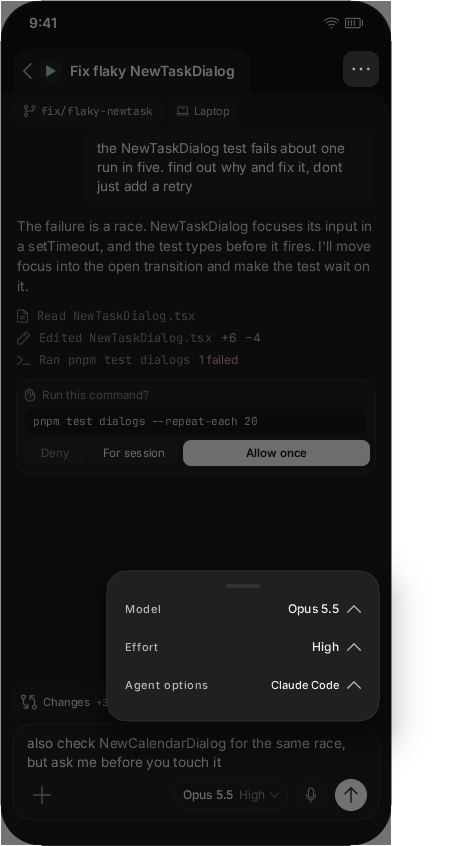 9:41
Fix flaky NewTaskDialog
fix/flaky-newtask Laptop
the NewTaskDialog test fails about one
run in five. find out why and fix it, dont
just add a retry
The failure is a race. NewTaskDialog focuses its input in
a setTimeout, and the test types before it fires. I'll move
focus into the open transition and make the test wait on
it.
Read NewTaskDialog.tsx
Edited NewTaskDialog.tsx +6 −4
Ran pnpm test dialogs 1 failed
Run this command?
pnpm test dialogs --repeat-each 20
Deny For session Allow once
Model Opus 5.5
Effort High
Agent options Claude Code
Changes
also check NewCalendarDialog for the same race,
but ask me before you touch it
Opus 5.5 High